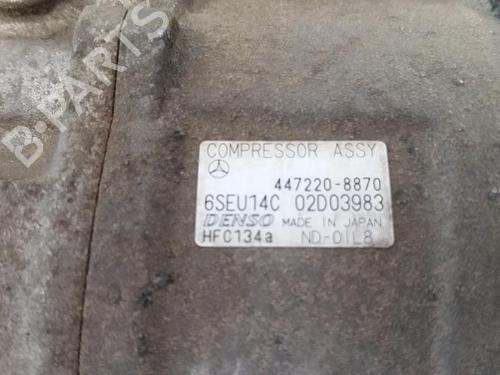 B-PARTS
COMPRESSOR ASSY
447220-8870
6SEU14C 02D03983
DENSO MADE IN JAPAN
HFC134a ND-OIL8